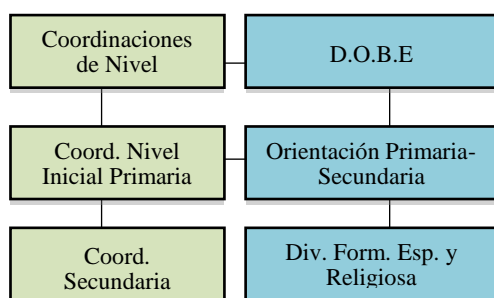 Coordinaciones
de Nivel
D.O.B.E
Coord. Nivel
Inicial Primaria
Orientación Primaria-
Secundaria
Coord.
Secundaria
Div. Form. Esp. y
Religiosa